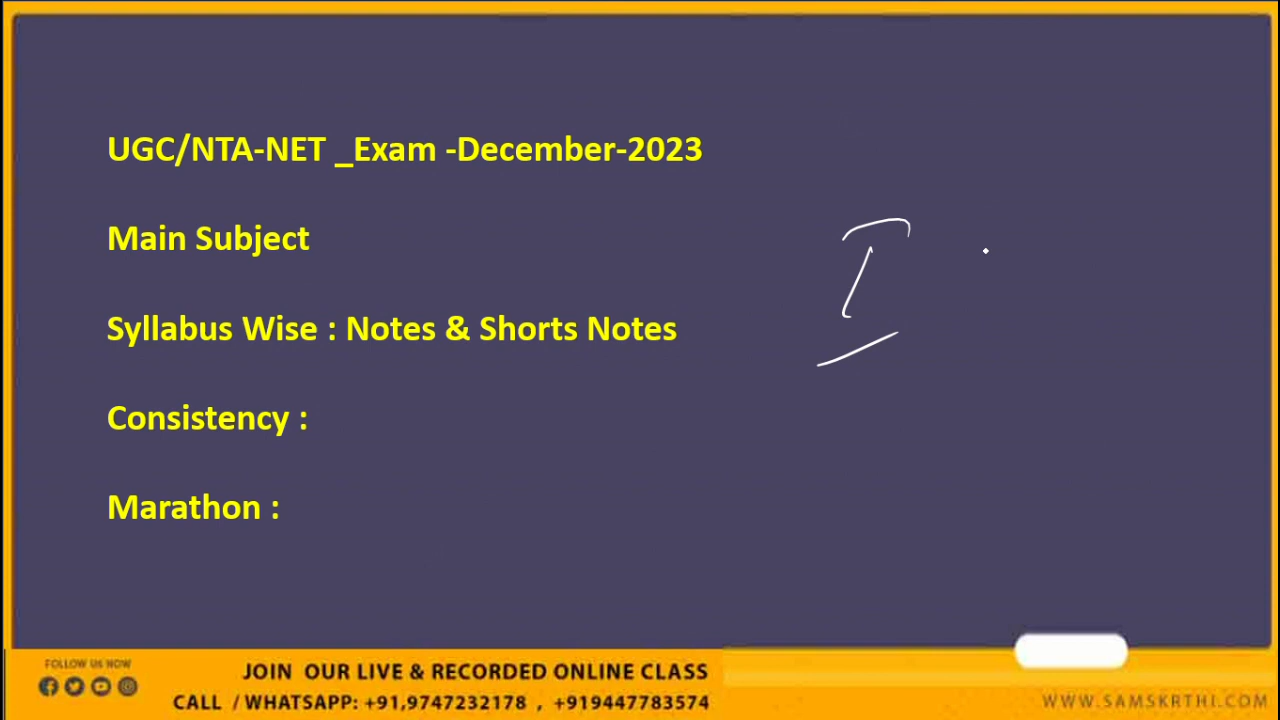 UGC/NTA-NET _Exam -December-2023
Main Subject
Syllabus Wise : Notes & Shorts Notes
I
Consistency :
Marathon :
FOLLOW US NOW
JOIN OUR LIVE & RECORDED ONLINE CLASS
CALL / WHATSAPP: +91,9747232178 , +919447783574
WWW.SAMSKRTHI.COM